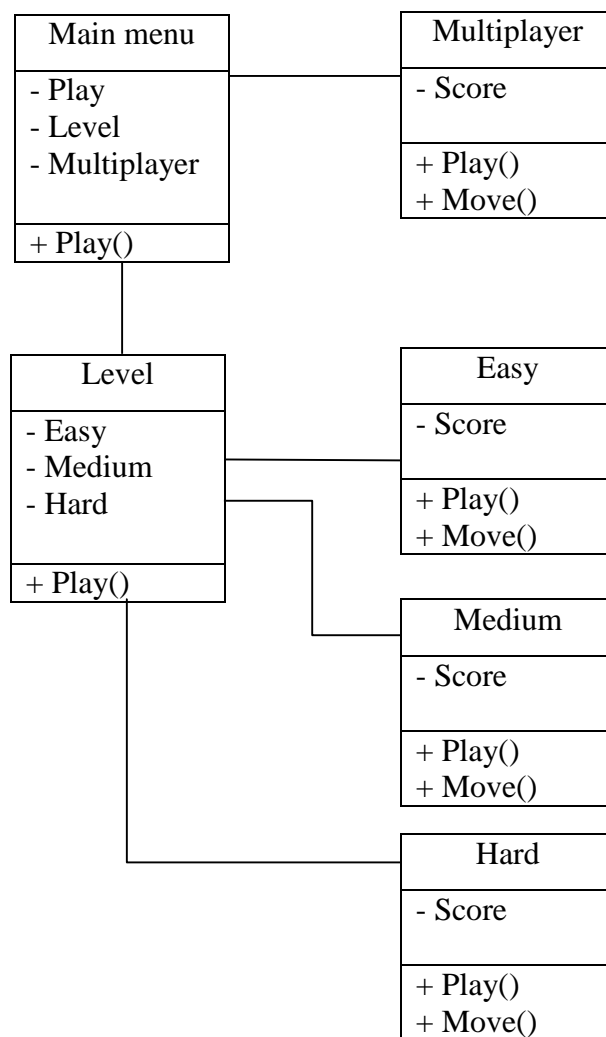 Main menu
- Play
- Level
- Multiplayer
+ Play()
Multiplayer
- Score
+ Play()
+ Move()
Level
- Easy
- Medium
- Hard
+ Play()
Easy
- Score
+ Play()
+ Move()
Medium
- Score
+ Play()
+ Move()
Hard
- Score
+ Play()
+ Move()